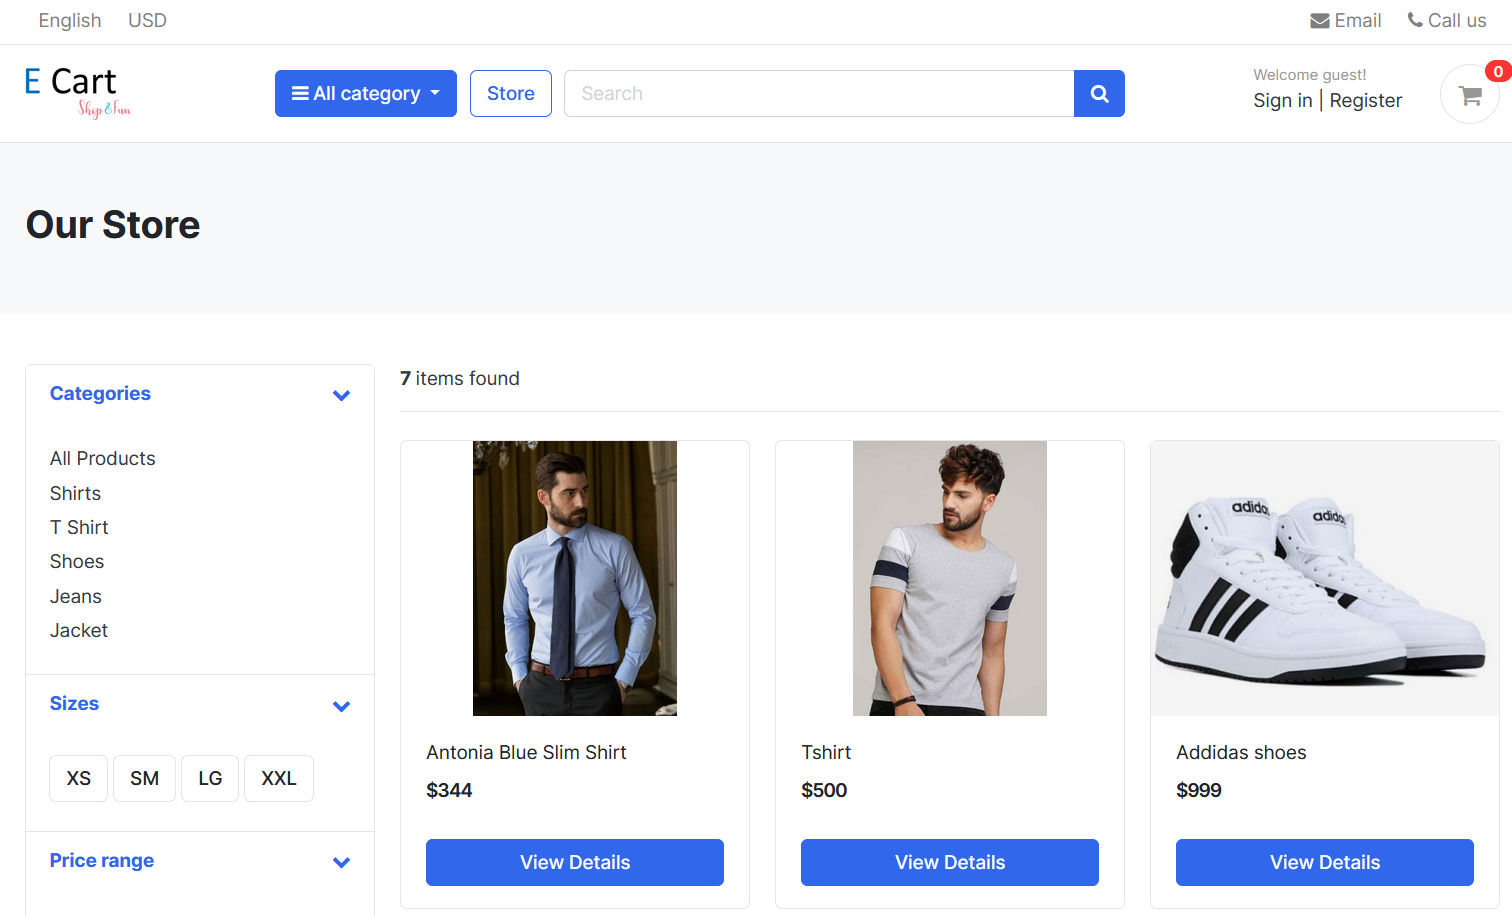 English USD Email Call us
E Cart
Shop & Fun
All category Store Search
Welcome guest!
Sign in | Register
0
Our Store
Categories
All Products
Shirts
T Shirt
Shoes
Jeans
Jacket
Sizes
XS SM LG XXL
Price range
7 items found
adidas adidas
Antonia Blue Slim Shirt
$344
View Details
Tshirt
$500
View Details
Addidas shoes
$999
View Details